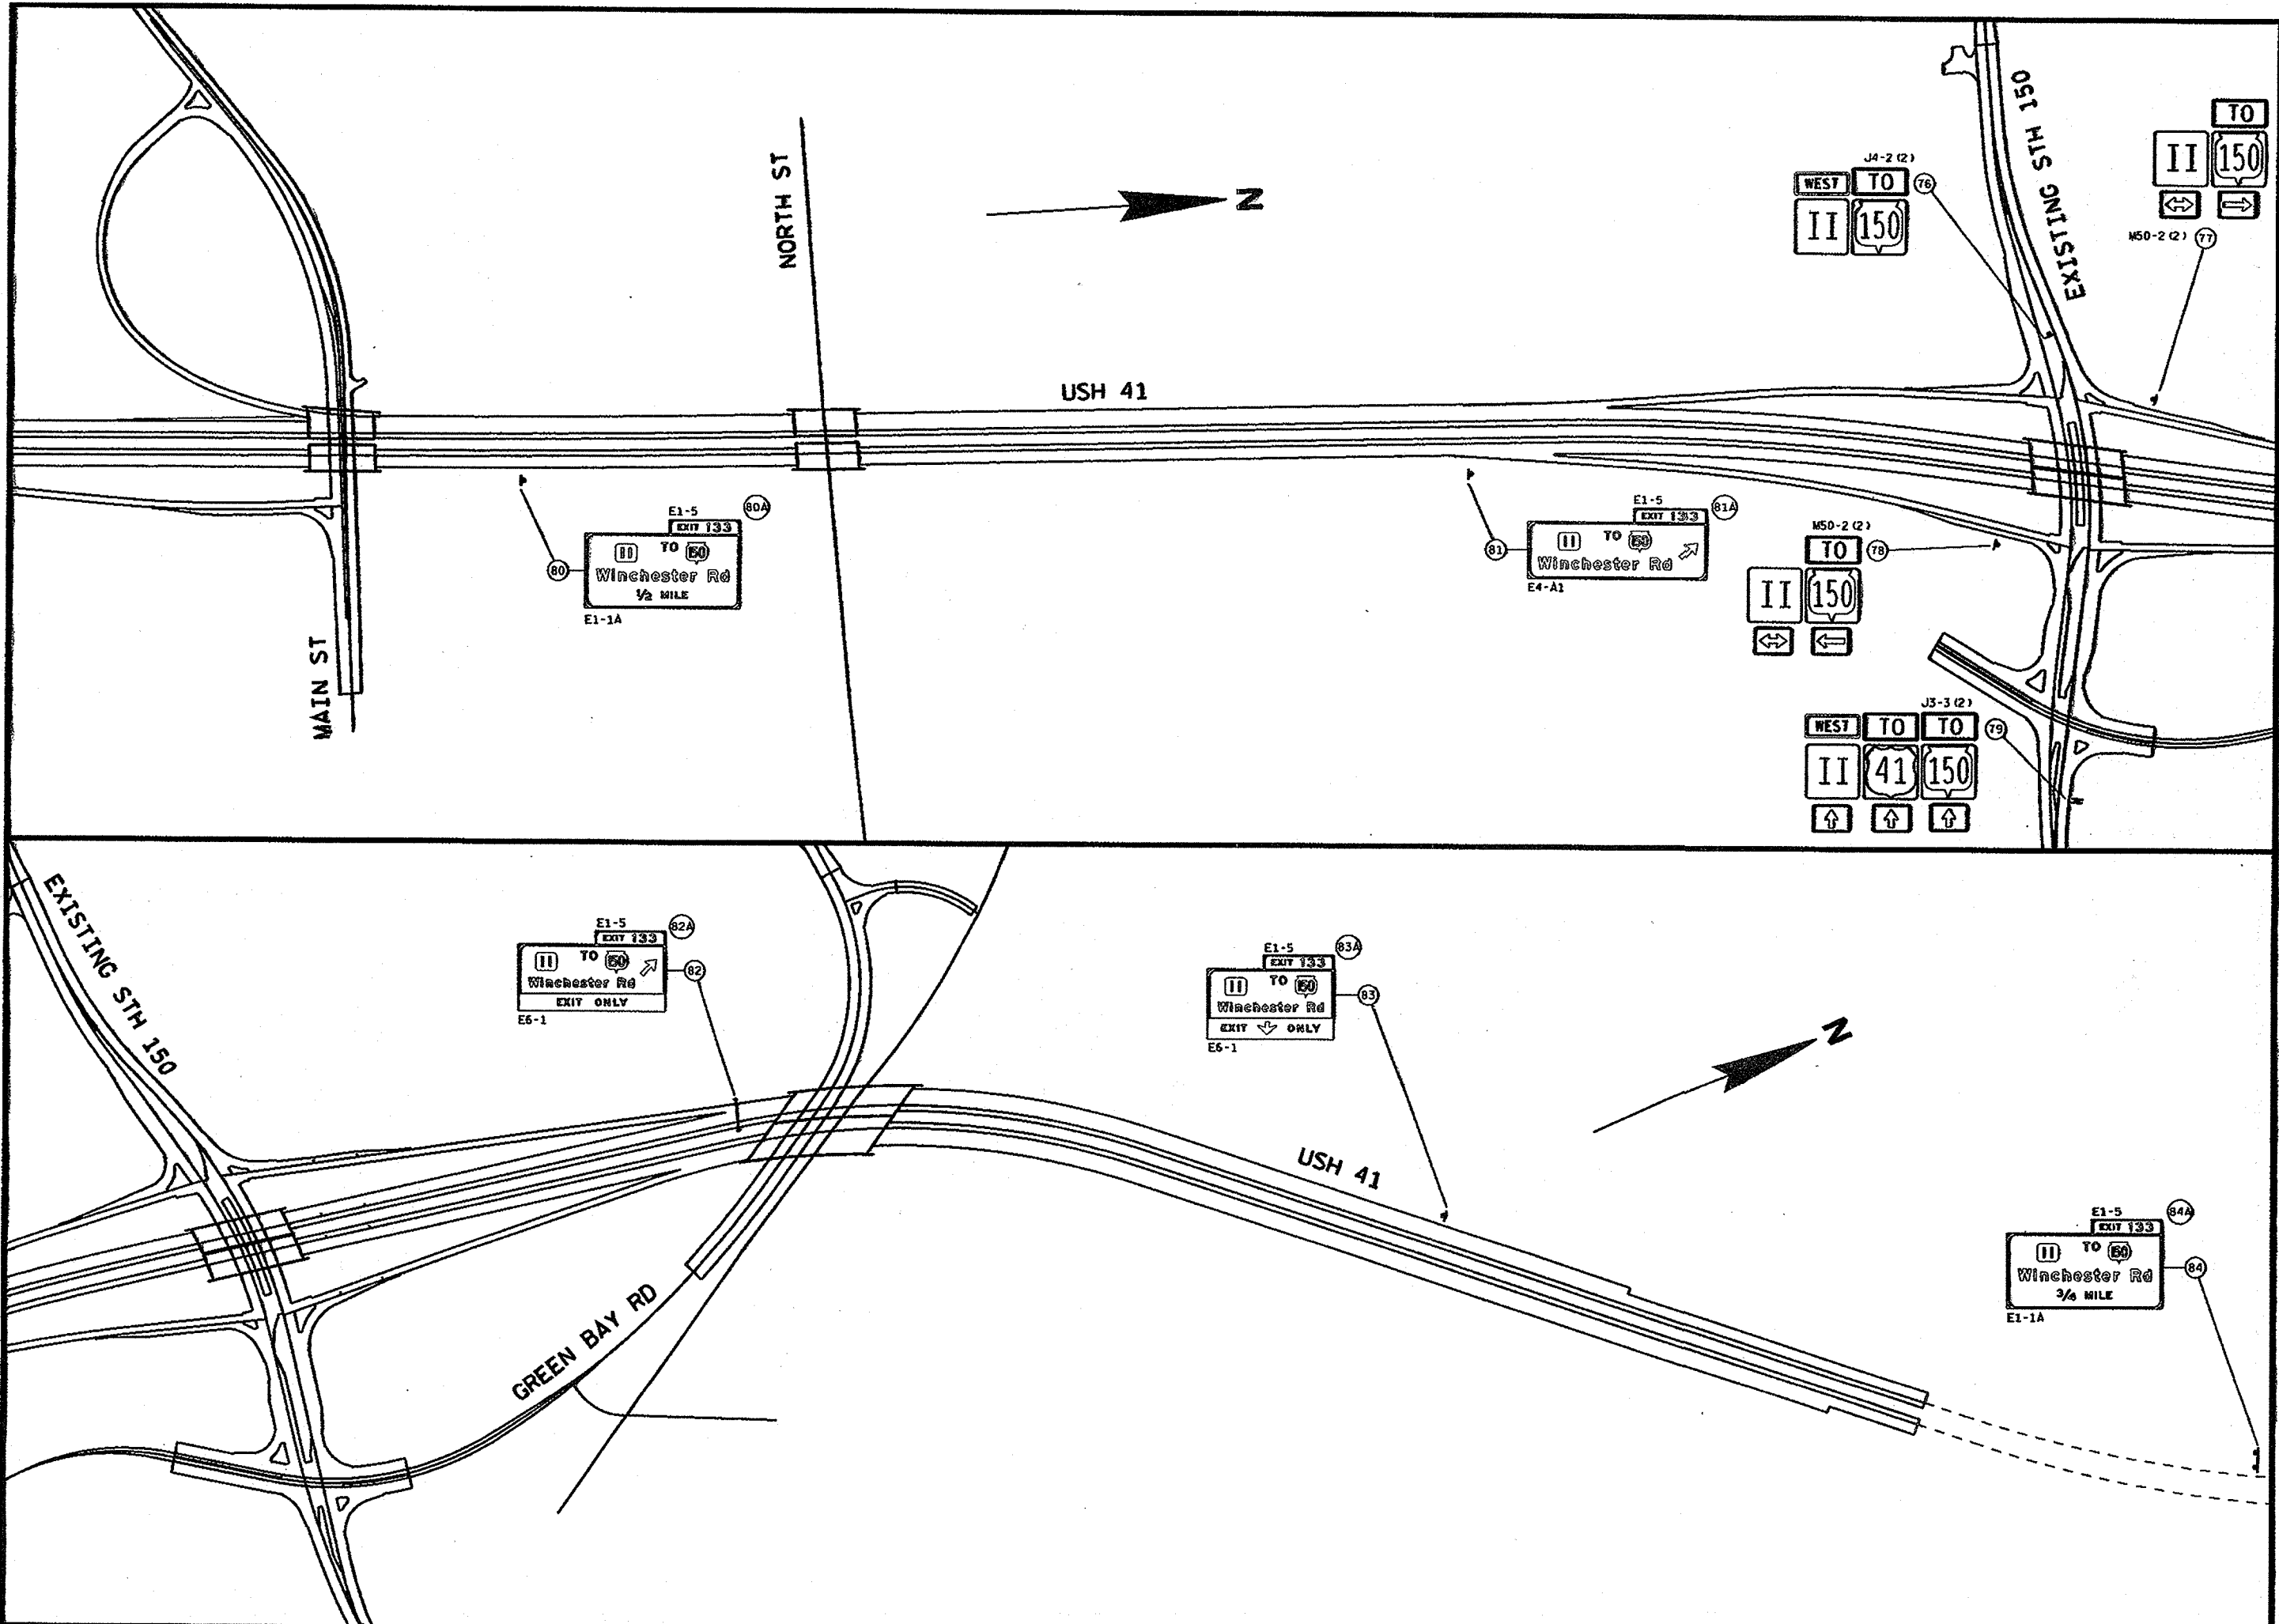 MAIN ST
NORTH ST
N
USH 41
EXISTING STH 150
J4-2 (2)
WEST TO 76
II 150
TO
II 150
M50-2 (2) 77
E1-5 80A
EXIT 133
II TO 150
Winchester Rd
1/2 MILE
80
E1-1A
E1-5 81A
EXIT 133
II TO 150
Winchester Rd
81
E4-A1
M50-2 (2)
TO 78
II 150
J3-3 (2)
WEST TO TO 79
II 41 150
EXISTING STH 150
E1-5 82A
EXIT 133
II TO 150
82
Winchester Rd
EXIT ONLY
E6-1
E1-5 83A
EXIT 133
II TO 150
83
Winchester Rd
EXIT ONLY
E6-1
N
USH 41
GREEN BAY RD
E1-5 84A
EXIT 133
II TO 150
84
Winchester Rd
3/4 MILE
E1-1A